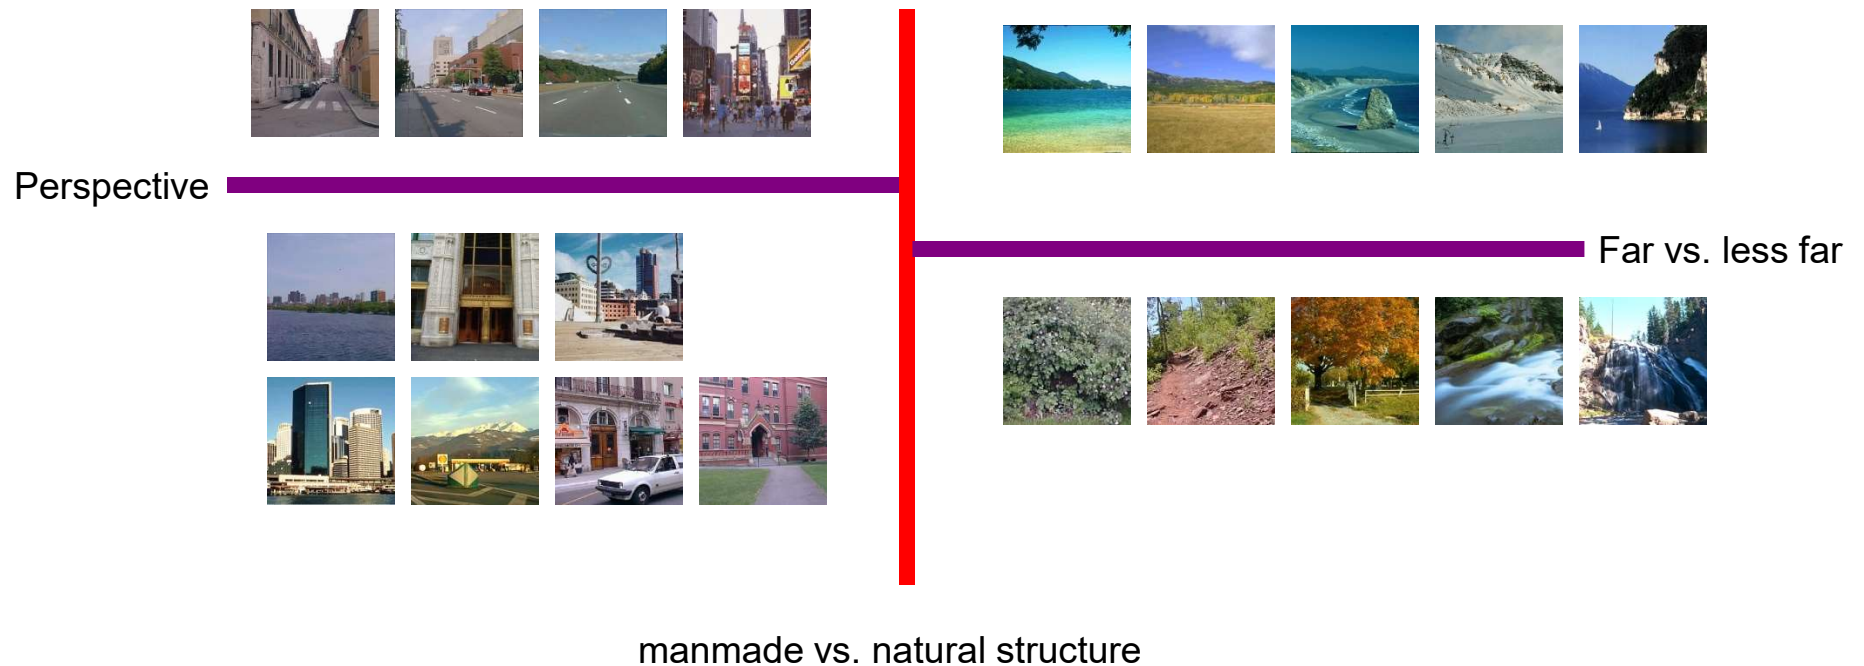 Perspective
Far vs. less far
manmade vs. natural structure